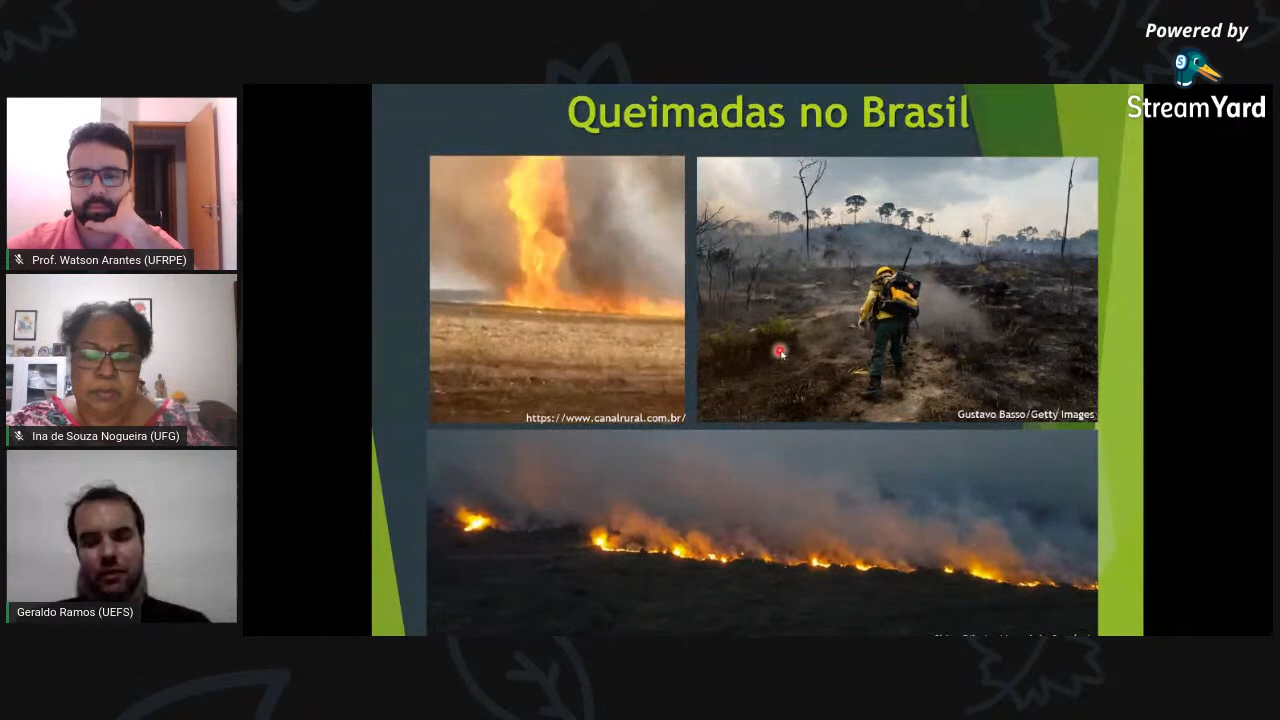 Powered by
StreamYard
Queimadas no Brasil
Prof. Watson Arantes (UFRPE)
Ina de Souza Nogueira (UFG)
Geraldo Ramos (UEFS)
https://www.canalrural.com.br/
Gustavo Basso/Getty Images